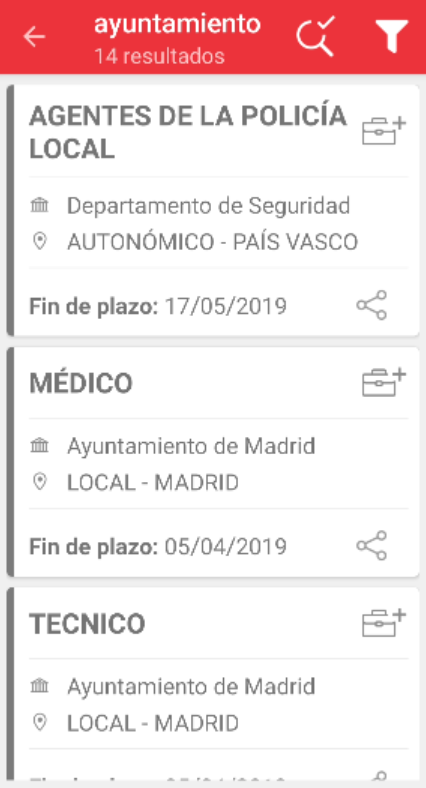 ayuntamiento
14 resultados
AGENTES DE LA POLICÍA
LOCAL
Departamento de Seguridad
AUTONÓMICO - PAÍS VASCO
Fin de plazo: 17/05/2019
MÉDICO
Ayuntamiento de Madrid
LOCAL - MADRID
Fin de plazo: 05/04/2019
TECNICO
Ayuntamiento de Madrid
LOCAL - MADRID